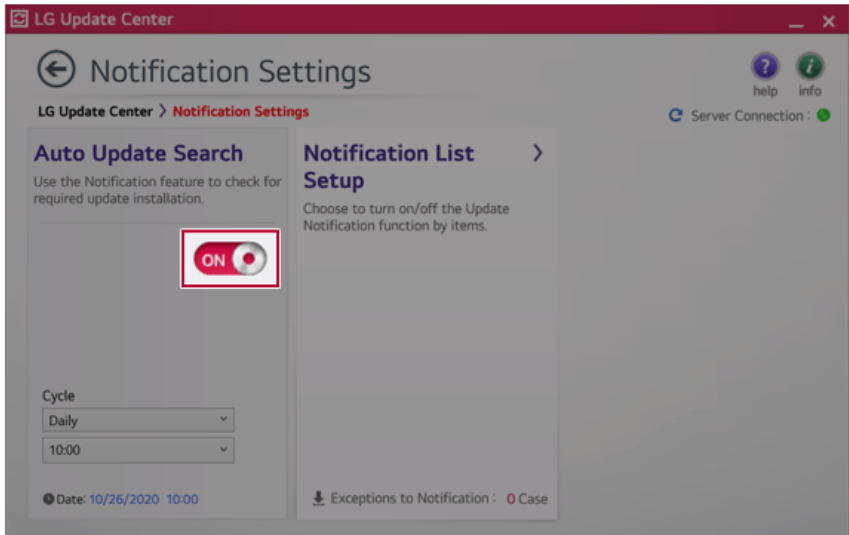 LG Update Center
Notification Settings
help
info
LG Update Center > Notification Settings
Server Connection :
Auto Update Search
Use the Notification feature to check for
required update installation.
ON
Cycle
Daily
10:00
Date: 10/26/2020 10:00
Notification List
Setup
Choose to turn on/off the Update
Notification function by items.
Exceptions to Notification : 0 Case